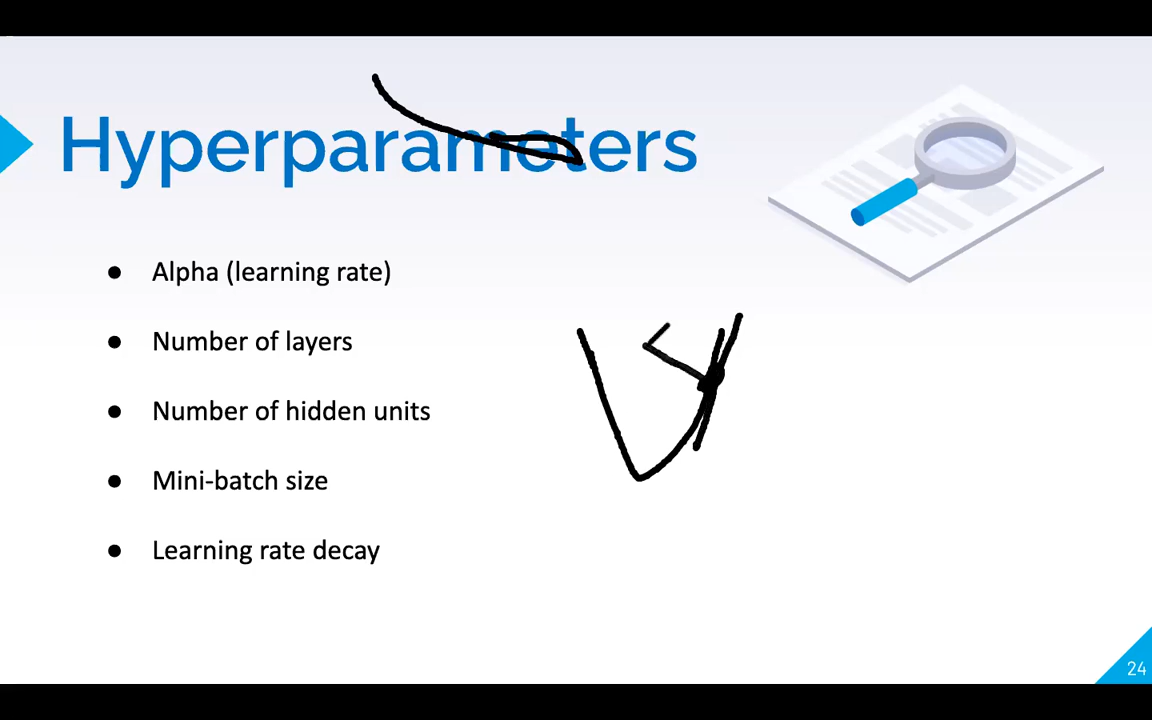 Hyperparameters
● Alpha (learning rate)
● Number of layers
● Number of hidden units
● Mini-batch size
● Learning rate decay
24